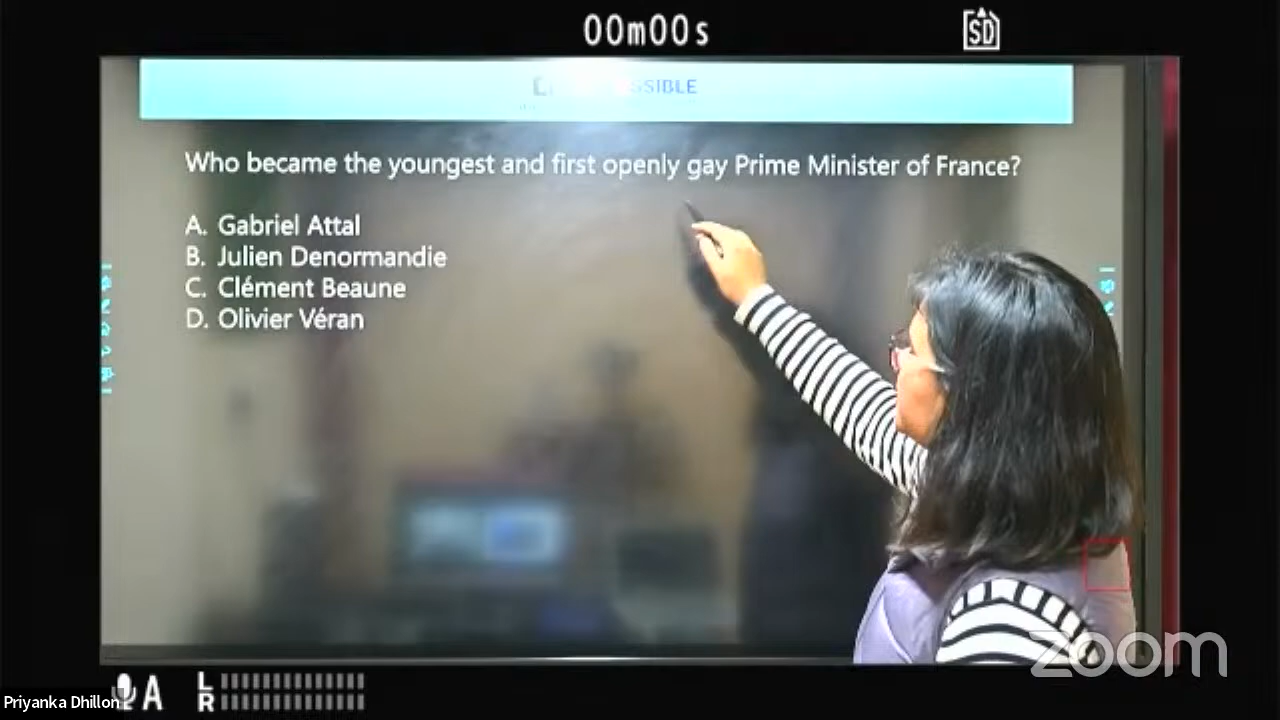 00m00s
SD
Who became the youngest and first openly gay Prime Minister of France?
A. Gabriel Attal
B. Julien Denormandie
C. Clément Beaune
D. Olivier Véran
zoom
A
L
R
Priyanka Dhillon